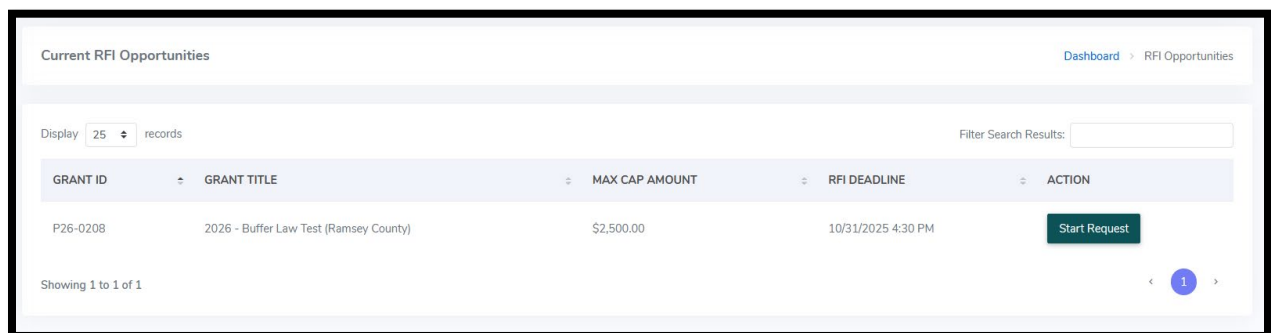 Current RFI Opportunities Dashboard > RFI Opportunities
Display 25 records Filter Search Results:
GRANT ID GRANT TITLE MAX CAP AMOUNT RFI DEADLINE ACTION
P26-0208 2026 - Buffer Law Test (Ramsey County) $2,500.00 10/31/2025 4:30 PM Start Request
Showing 1 to 1 of 1 < 1 >